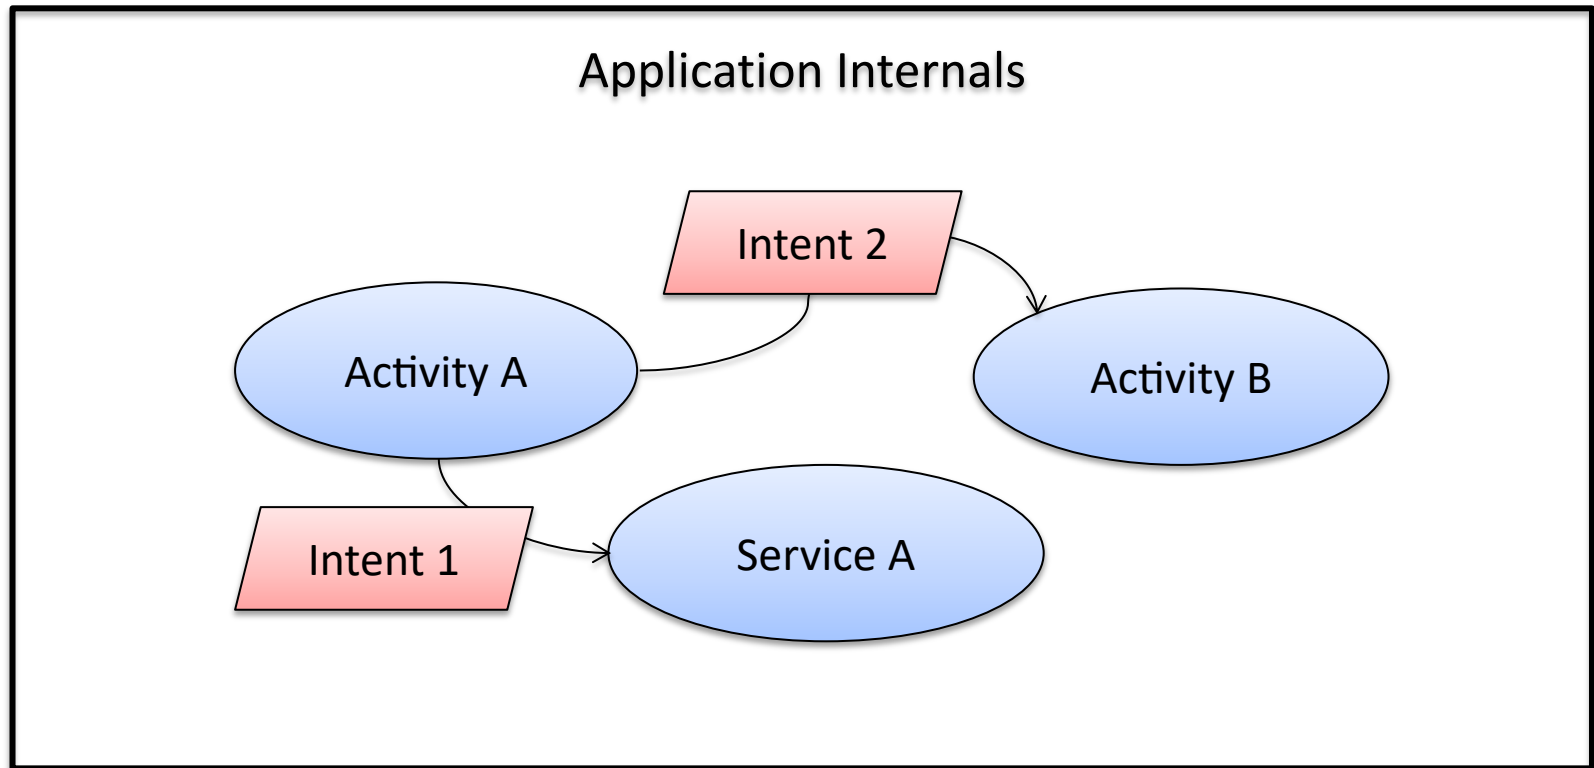 Application Internals
Intent 2
Activity A
Activity B
Intent 1
Service A